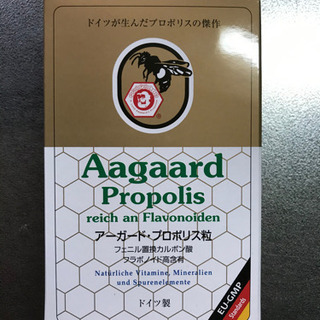 ドイツが生んだプロポリスの傑作
Aagaard
Propolis
reich an Flavonoiden
アーガード・プロポリス粒
フェニル置換カルボン酸
フラボノイド高含有
Natürliche Vitamine, Mineralien
und Spurenelemente
ドイツ製
EU-GMP
Standards